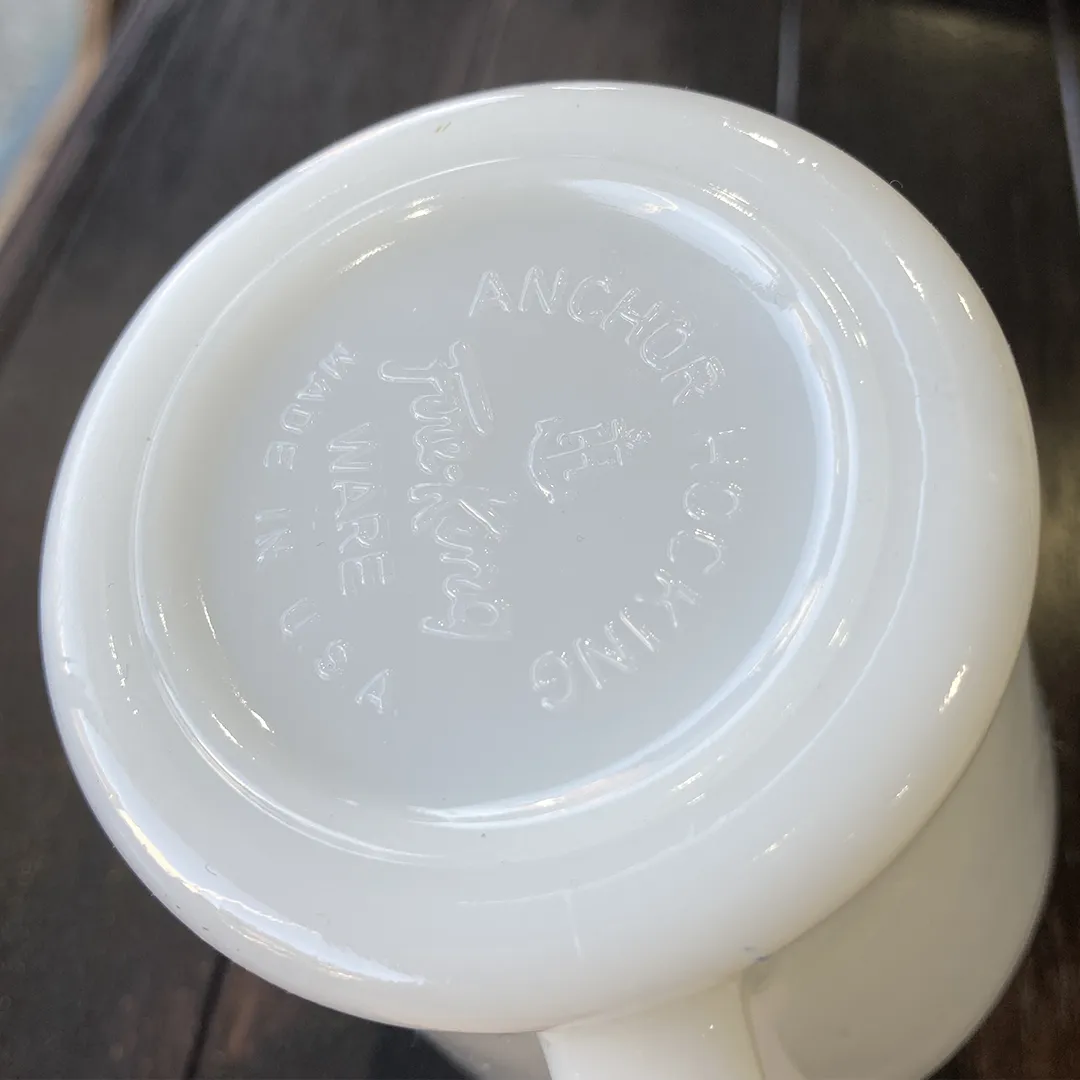 ANCHOR HOCKING
Fire-King
WARE
MADE IN U.S.A